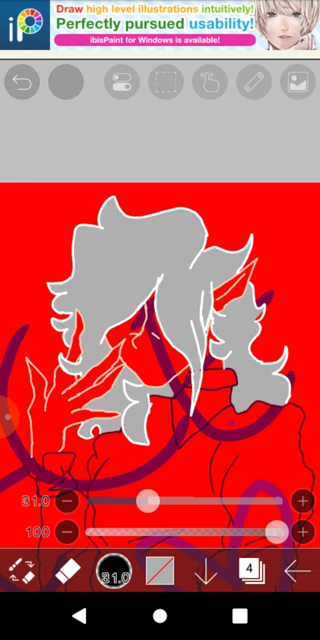 Draw high level illustrations intuitively!
Perfectly pursued usability!
ibisPaint for Windows is available!
31.0
100
31.0
4